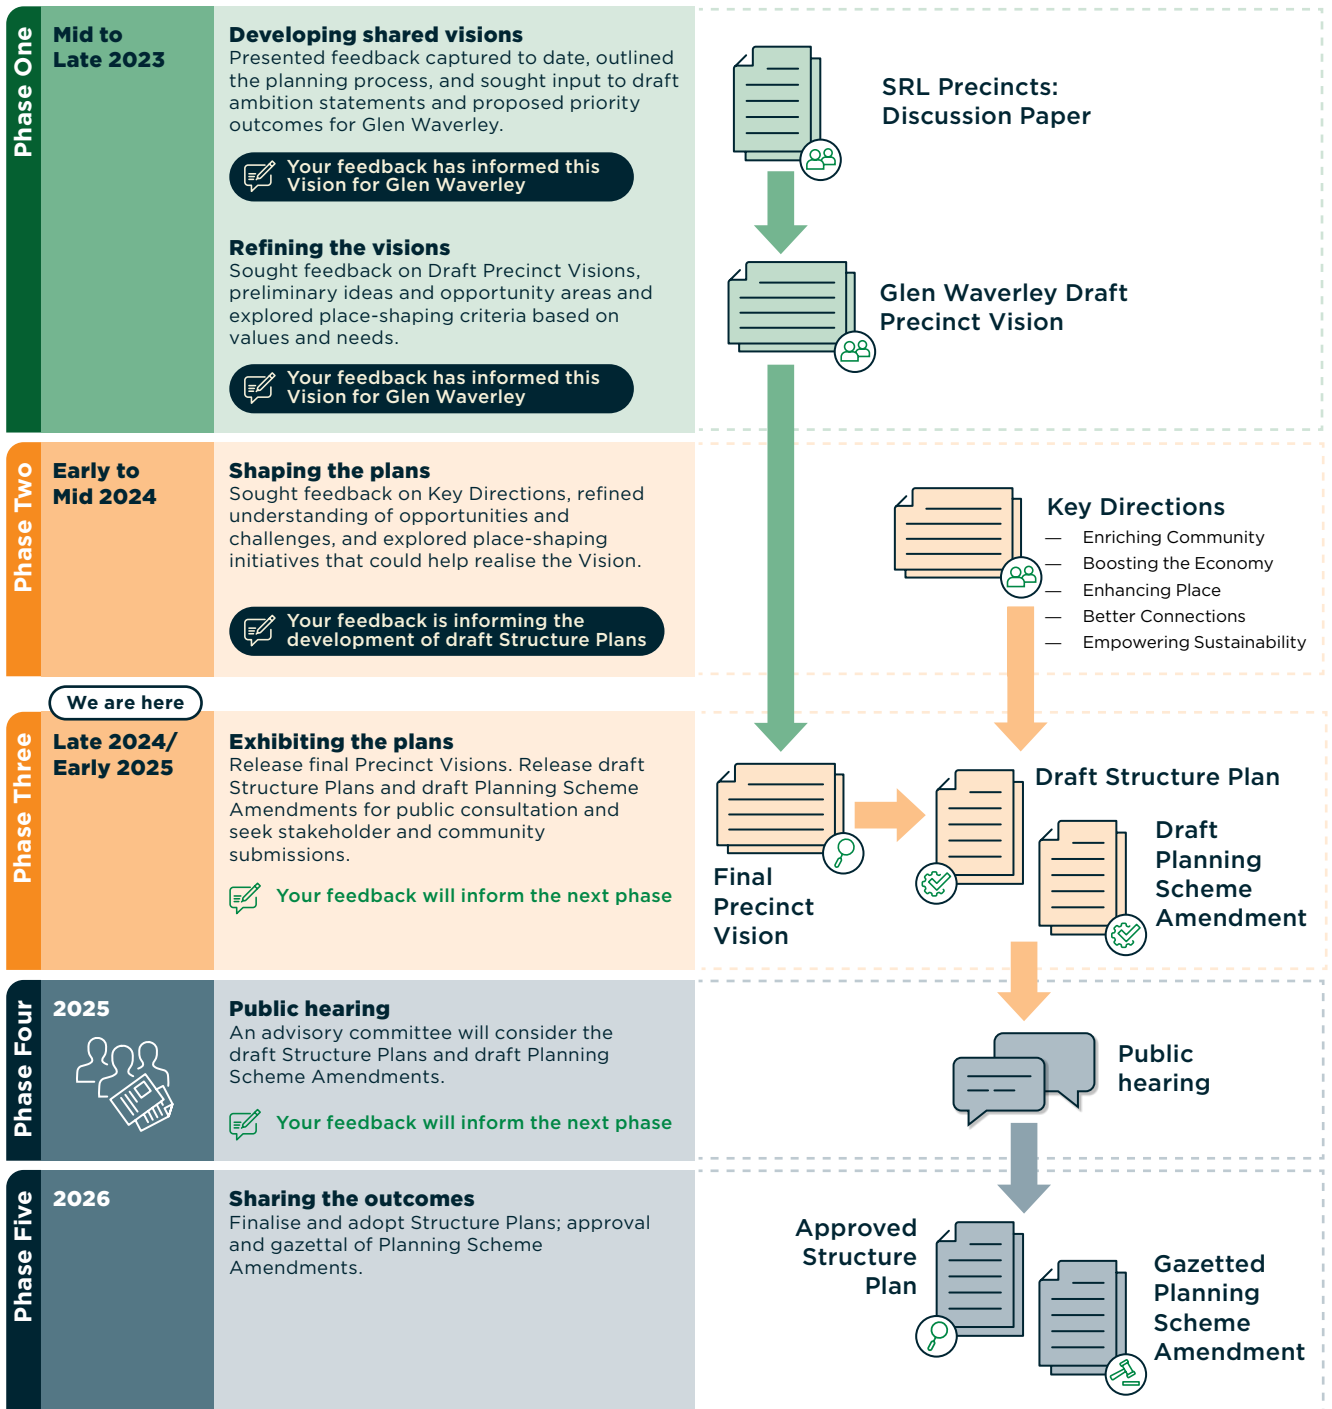 Phase One
Mid to
Late 2023
Developing shared visions
Presented feedback captured to date, outlined
the planning process, and sought input to draft
ambition statements and proposed priority
outcomes for Glen Waverley.
Your feedback has informed this
Vision for Glen Waverley
Refining the visions
Sought feedback on Draft Precinct Visions,
preliminary ideas and opportunity areas and
explored place-shaping criteria based on
values and needs.
Your feedback has informed this
Vision for Glen Waverley
SRL Precincts:
Discussion Paper
Glen Waverley Draft
Precinct Vision
Phase Two
Early to
Mid 2024
Shaping the plans
Sought feedback on Key Directions, refined
understanding of opportunities and
challenges, and explored place-shaping
initiatives that could help realise the Vision.
Your feedback is informing the
development of draft Structure Plans
Key Directions
— Enriching Community
— Boosting the Economy
— Enhancing Place
— Better Connections
— Empowering Sustainability
We are here
Phase Three
Late 2024/
Early 2025
Exhibiting the plans
Release final Precinct Visions. Release draft
Structure Plans and draft Planning Scheme
Amendments for public consultation and
seek stakeholder and community
submissions.
Your feedback will inform the next phase
Final
Precinct
Vision
Draft Structure Plan
Draft
Planning
Scheme
Amendment
Phase Four
2025
Public hearing
An advisory committee will consider the
draft Structure Plans and draft Planning
Scheme Amendments.
Your feedback will inform the next phase
Public
hearing
Phase Five
2026
Sharing the outcomes
Finalise and adopt Structure Plans; approval
and gazettal of Planning Scheme
Amendments.
Approved
Structure
Plan
Gazetted
Planning
Scheme
Amendment